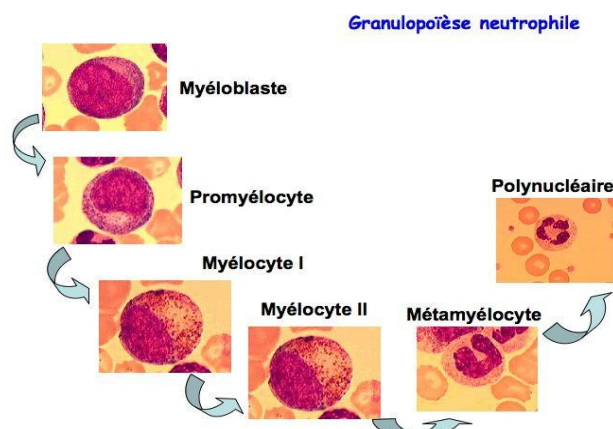 Granulopoïèse neutrophile
Myéloblaste
Promyélocyte
Polynucléaire
Myélocyte I
Myélocyte II
Métamyélocyte